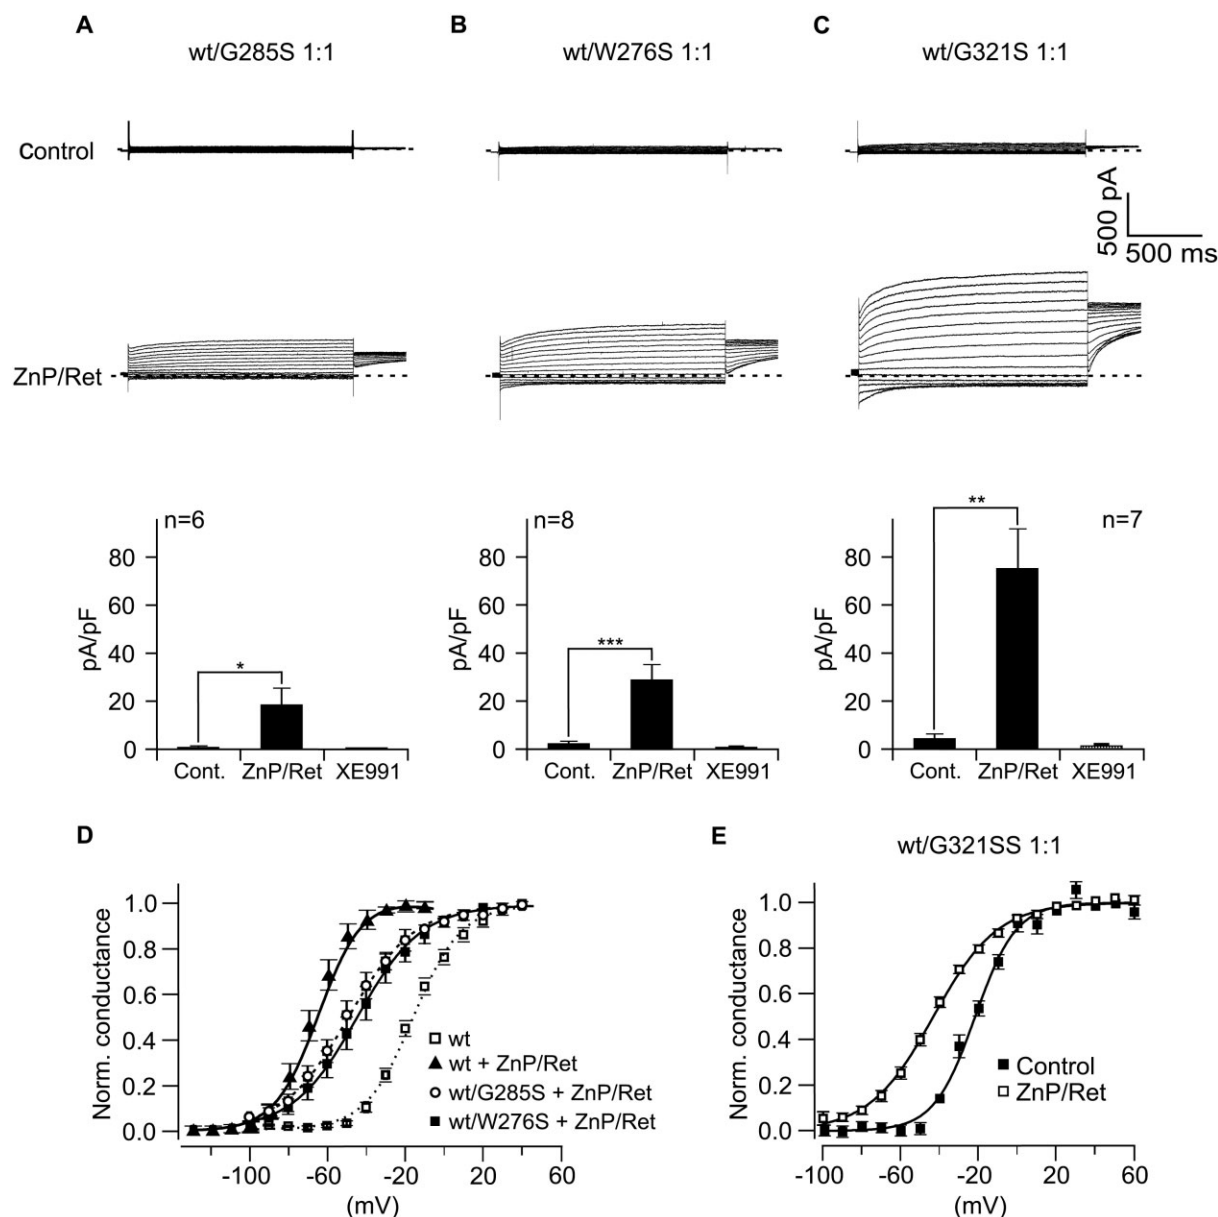 A
B
C
wt/G285S 1:1
wt/W276S 1:1
wt/G321S 1:1
Control
500 pA
500 ms
ZnP/Ret
n=6
n=8
n=7
pA/pF
80
60
40
20
0
*
Cont.
ZnP/Ret
XE991
pA/pF
80
60
40
20
0
***
Cont.
ZnP/Ret
XE991
pA/pF
80
60
40
20
0
**
Cont.
ZnP/Ret
XE991
D
Norm. conductance
1.0
0.8
0.6
0.4
0.2
0.0
wt
wt + ZnP/Ret
wt/G285S + ZnP/Ret
wt/W276S + ZnP/Ret
-100 -60 -20 20 60
(mV)
E
wt/G321SS 1:1
Norm. conductance
1.0
0.8
0.6
0.4
0.2
0.0
Control
ZnP/Ret
-100 -60 -20 20 60
(mV)